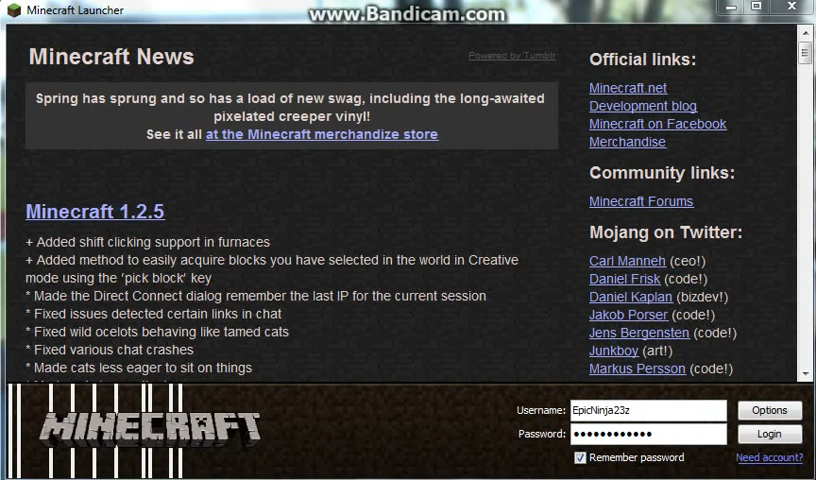 Minecraft Launcher
www.Bandicam.com
Minecraft News
Powered by Tumblr
Spring has sprung and so has a load of new swag, including the long-awaited
pixelated creeper vinyl!
See it all at the Minecraft merchandize store
Minecraft 1.2.5
+ Added shift clicking support in furnaces
+ Added method to easily acquire blocks you have selected in the world in Creative
mode using the ‘pick block’ key
* Made the Direct Connect dialog remember the last IP for the current session
* Fixed issues detected certain links in chat
* Fixed wild ocelots behaving like tamed cats
* Fixed various chat crashes
* Made cats less eager to sit on things
Official links:
Minecraft.net
Development blog
Minecraft on Facebook
Merchandise
Community links:
Minecraft Forums
Mojang on Twitter:
Carl Manneh (ceo!)
Daniel Frisk (code!)
Daniel Kaplan (bizdev!)
Jakob Porser (code!)
Jens Bergensten (code!)
Junkboy (art!)
Markus Persson (code!)
MINECRAFT
Username: EpicNinja23z
Options
Password: ●●●●●●●●●●●●
Login
Remember password
Need account?